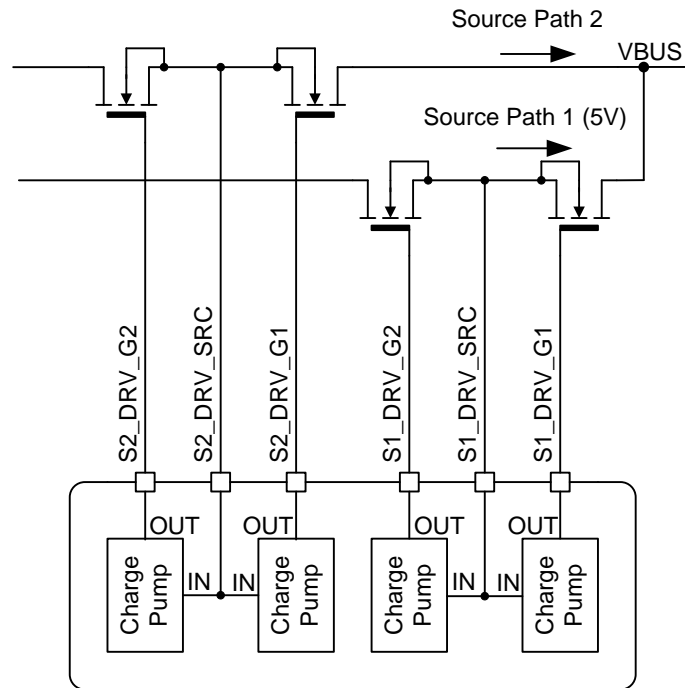 Source Path 2
VBUS
Source Path 1 (5V)
S2_DRV_G2
S2_DRV_SRC
S2_DRV_G1
S1_DRV_G2
S1_DRV_SRC
S1_DRV_G1
OUT
OUT
OUT
OUT
Charge
Pump
IN
IN
Charge
Pump
Charge
Pump
IN
IN
Charge
Pump